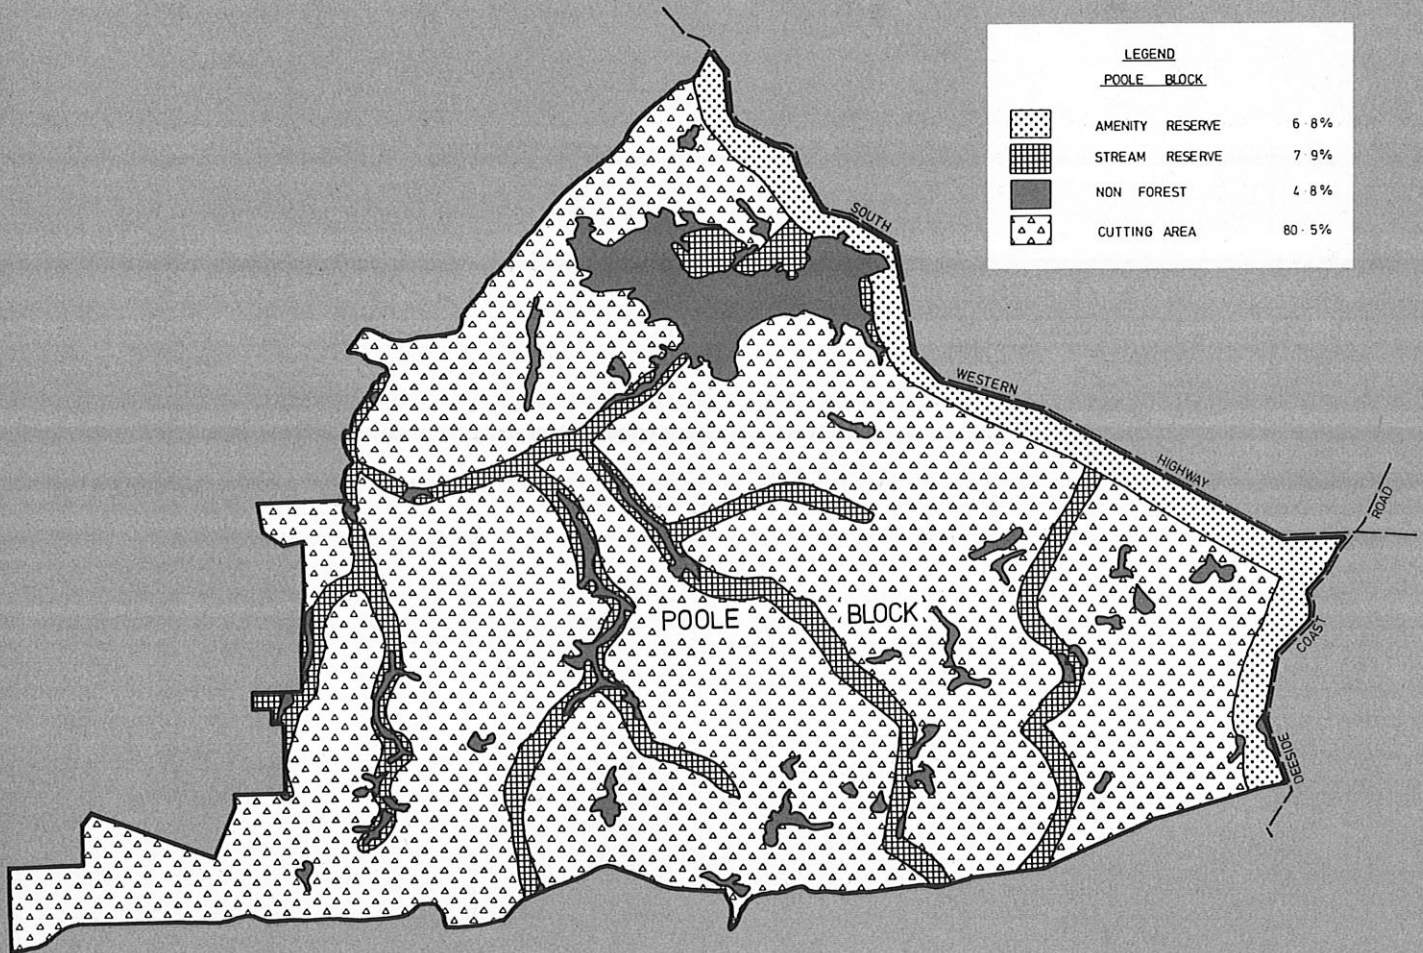 LEGEND
POOLE BLOCK
AMENITY RESERVE 6·8%
STREAM RESERVE 7·9%
NON FOREST 4·8%
CUTTING AREA 80·5%
SOUTH
WESTERN
HIGHWAY
ROAD
COAST
DEESIDE
POOLE BLOCK